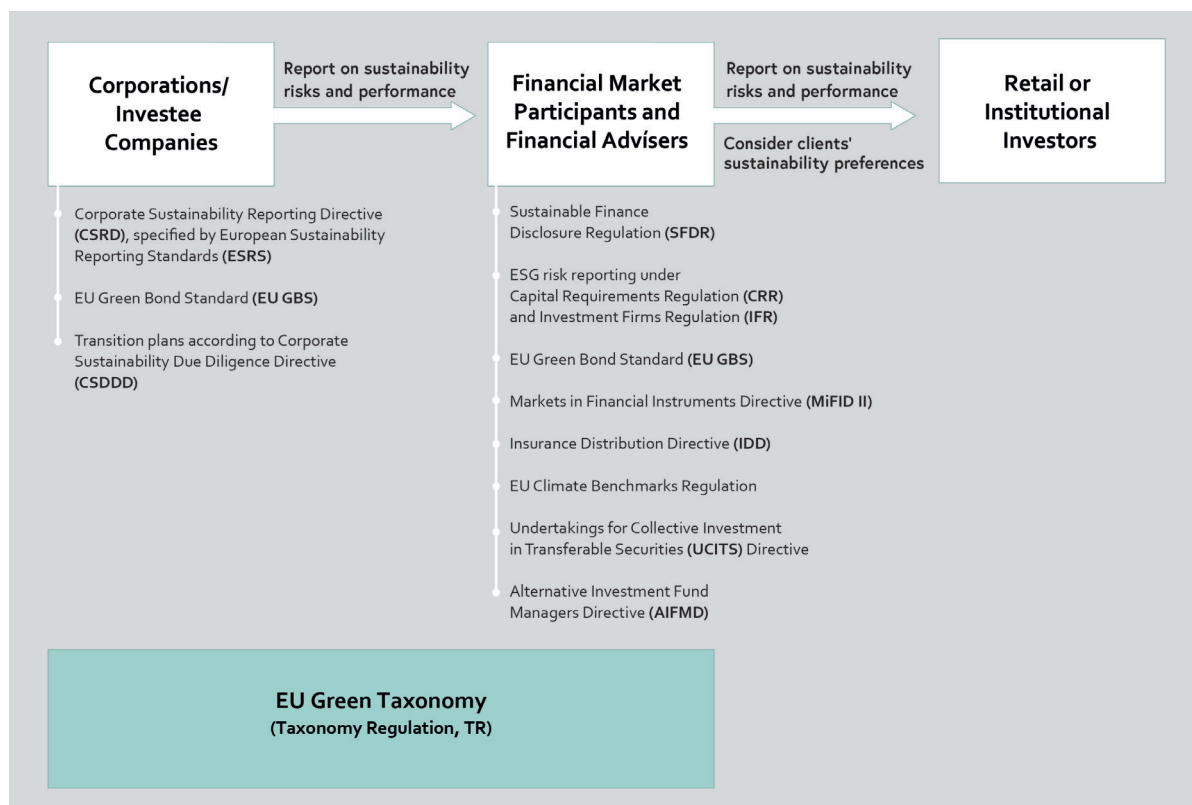 Corporations/
Investee
Companies
Report on sustainability
risks and performance
Financial Market
Participants and
Financial Advísers
Report on sustainability
risks and performance
Consider clients'
sustainability preferences
Retail or
Institutional
Investors
Corporate Sustainability Reporting Directive
(CSRD), specified by European Sustainability
Reporting Standards (ESRS)
EU Green Bond Standard (EU GBS)
Transition plans according to Corporate
Sustainability Due Diligence Directive
(CSDDD)
Sustainable Finance
Disclosure Regulation (SFDR)
ESG risk reporting under
Capital Requirements Regulation (CRR)
and Investment Firms Regulation (IFR)
EU Green Bond Standard (EU GBS)
Markets in Financial Instruments Directive (MiFID II)
Insurance Distribution Directive (IDD)
EU Climate Benchmarks Regulation
Undertakings for Collective Investment
in Transferable Securities (UCITS) Directive
Alternative Investment Fund
Managers Directive (AIFMD)
EU Green Taxonomy
(Taxonomy Regulation, TR)